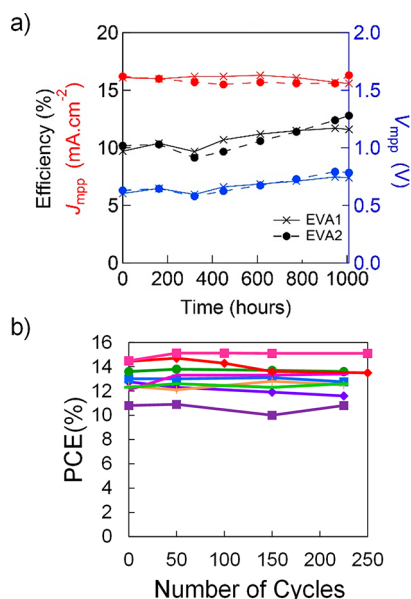 a)
Efficiency (%)
Jmpp (mA.cm-2)
20
15
10
5
0
2.0
1.5
1.0
0.5
0.0
Vmpp (V)
EVA1
EVA2
0 200 400 600 800 1000
Time (hours)
b)
PCE(%)
16
14
12
10
8
6
4
2
0
0 50 100 150 200 250
Number of Cycles